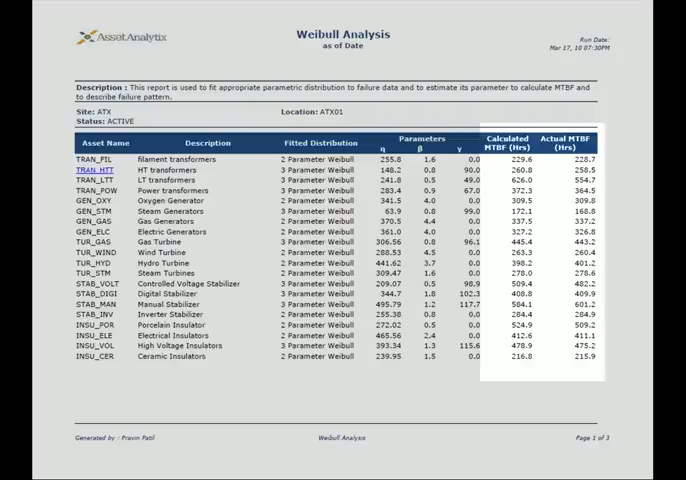 AssetAnalytix
Weibull Analysis
as of Date
Run Date:
Mar 17, 10 07:30PM
Description : This report is used to fit appropriate parametric distribution to failure data and to estimate its parameter to calculate MTBF and
to describe failure pattern.
Site: ATX Location: ATX01
Status: ACTIVE
Asset Name Description Fitted Distribution Parameters η β γ Calculated MTBF (Hrs) Actual MTBF (Hrs)
TRAN_FIL filament transformers 2 Parameter Weibull 255.8 1.6 0.0 229.6 228.7
TRAN_HTT HT transformers 3 Parameter Weibull 148.2 0.8 90.0 260.8 258.5
TRAN_LTT LT transformers 3 Parameter Weibull 241.8 0.5 49.0 626.0 554.7
TRAN_POW Power transformers 3 Parameter Weibull 283.4 0.9 67.0 372.3 364.5
GEN_OXY Oxygen Generator 2 Parameter Weibull 341.5 4.0 0.0 309.5 309.8
GEN_STM Steam Generators 3 Parameter Weibull 63.9 0.8 99.0 172.1 168.8
GEN_GAS Gas Generators 2 Parameter Weibull 370.5 4.4 0.0 337.5 337.2
GEN_ELC Electric Generators 2 Parameter Weibull 361.0 4.0 0.0 327.2 326.8
TUR_GAS Gas Turbine 3 Parameter Weibull 306.56 0.8 96.1 445.4 443.2
TUR_WIND Wind Turbine 2 Parameter Weibull 288.53 4.5 0.0 263.3 260.4
TUR_HYD Hydro Turbine 2 Parameter Weibull 441.62 3.7 0.0 398.2 401.2
TUR_STM Steam Turbines 2 Parameter Weibull 309.47 1.6 0.0 278.0 278.6
STAB_VOLT Controlled Voltage Stabilizer 3 Parameter Weibull 209.07 0.5 98.9 509.4 482.2
STAB_DIGI Digital Stabilizer 3 Parameter Weibull 344.7 1.8 102.3 408.8 409.9
STAB_MAN Manual Stabilizer 3 Parameter Weibull 495.79 1.2 117.7 584.1 601.2
STAB_INV Inverter Stabilizer 2 Parameter Weibull 255.38 0.8 0.0 284.4 284.9
INSU_POR Porcelain Insulator 2 Parameter Weibull 272.02 0.5 0.0 524.9 509.2
INSU_ELE Electrical Insulators 2 Parameter Weibull 465.56 2.4 0.0 412.6 411.1
INSU_VOL High Voltage Insulators 3 Parameter Weibull 393.34 1.3 115.6 478.9 475.2
INSU_CER Ceramic Insulators 2 Parameter Weibull 239.95 1.5 0.0 216.8 215.9
Generated by : Pravin Patil Weibull Analysis Page 1 of 3